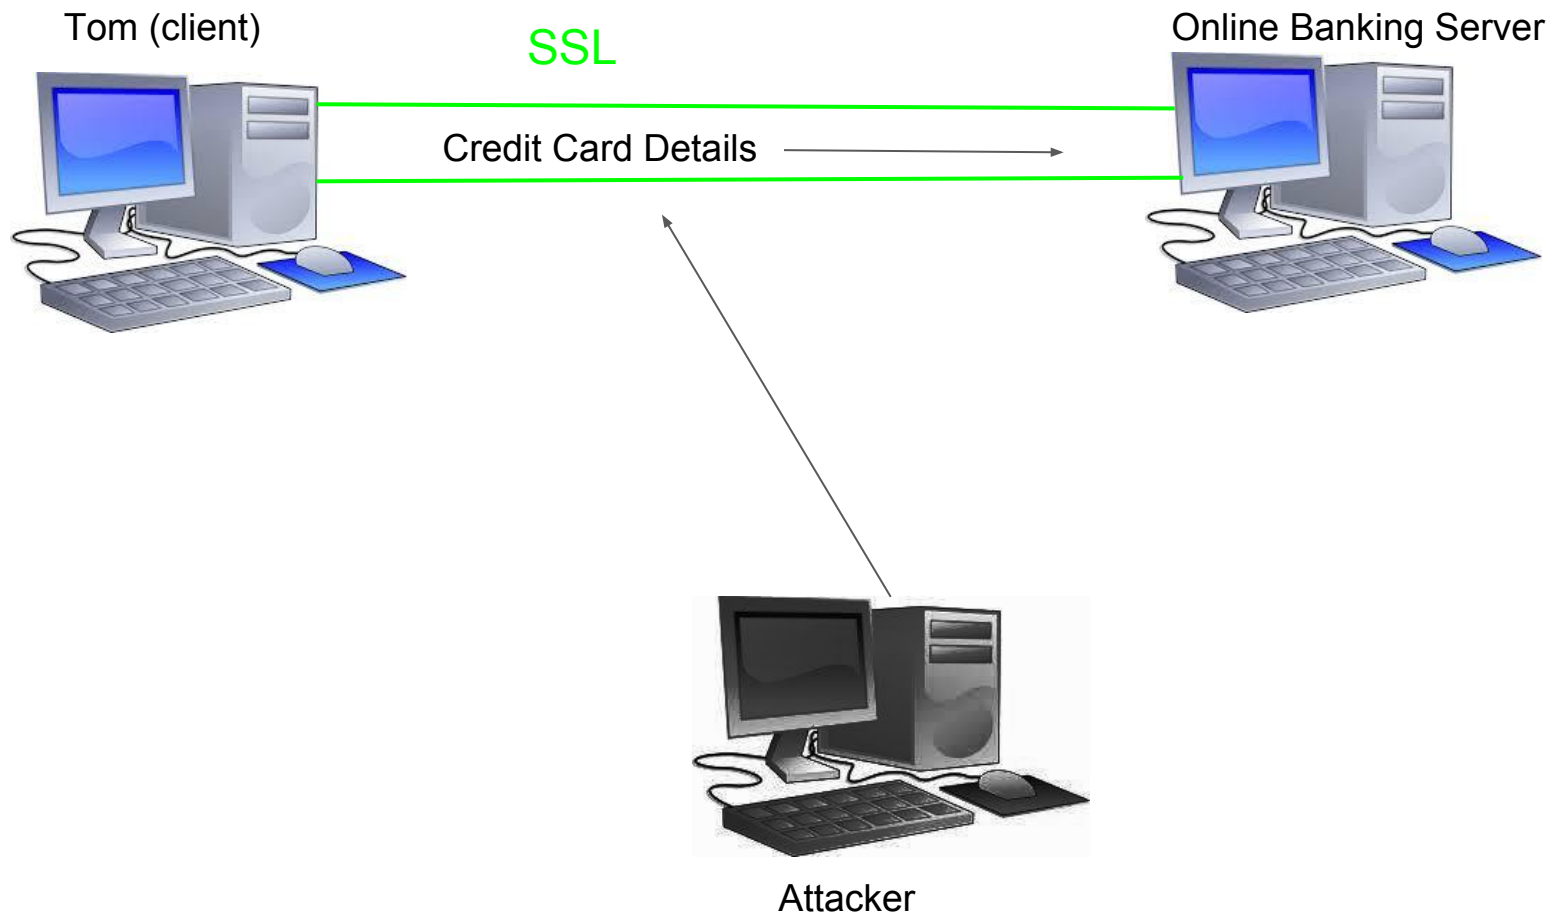 Tom (client)
SSL
Online Banking Server
Credit Card Details
Attacker